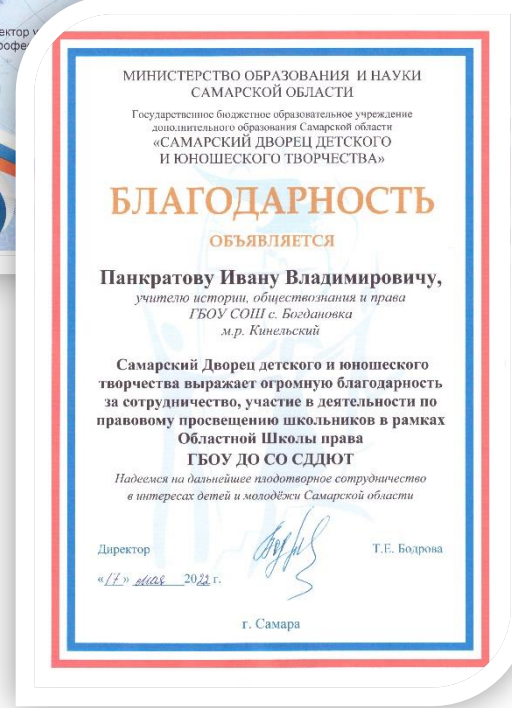 ектор у
рофес
МИНИСТЕРСТВО ОБРАЗОВАНИЯ И НАУКИ
САМАРСКОЙ ОБЛАСТИ
Государственное бюджетное образовательное учреждение
дополнительного образования Самарской области
«САМАРСКИЙ ДВОРЕЦ ДЕТСКОГО
И ЮНОШЕСКОГО ТВОРЧЕСТВА»
БЛАГОДАРНОСТЬ
ОБЪЯВЛЯЕТСЯ
Панкратову Ивану Владимировичу,
учителю истории, обществознания и права
ГБОУ СОШ с. Богдановка
м.р. Кинельский
Самарский Дворец детского и юношеского
творчества выражает огромную благодарность
за сотрудничество, участие в деятельности по
правовому просвещению школьников в рамках
Областной Школы права
ГБОУ ДО СО СДДЮТ
Надеемся на дальнейшее плодотворное сотрудничество
в интересах детей и молодёжи Самарской области
Директор Т.Е. Бодрова
«17» мая 2022 г.
г. Самара